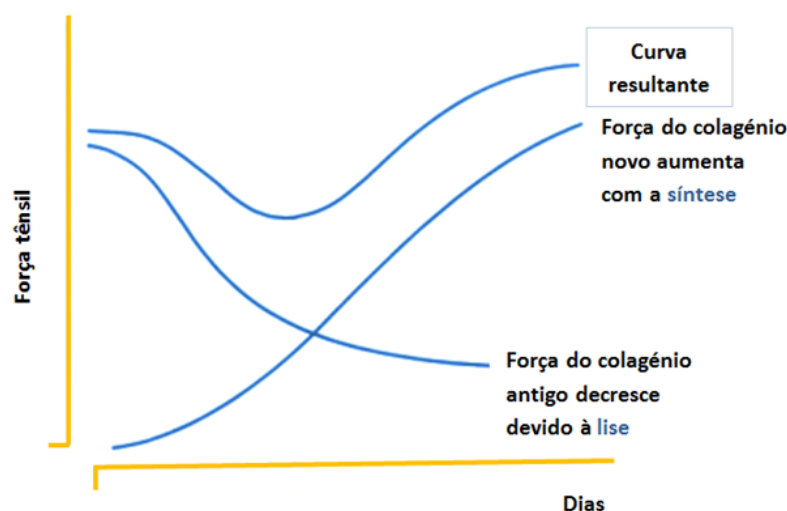 Curva
resultante
Força do colagénio
novo aumenta
com a síntese
Força tênsil
Força do colagénio
antigo decresce
devido à lise
Dias